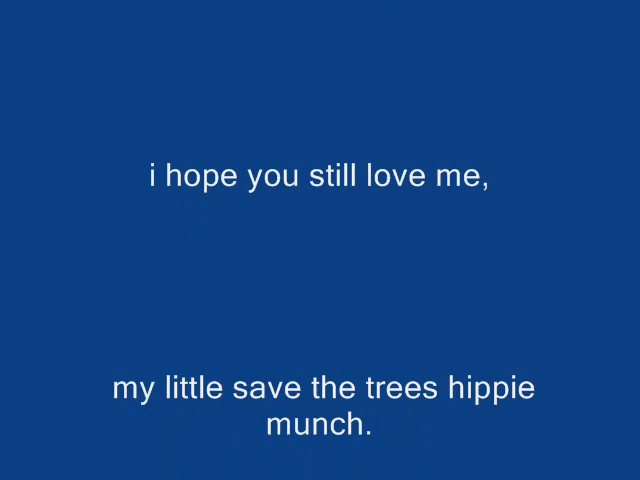 i hope you still love me,
my little save the trees hippie
munch.